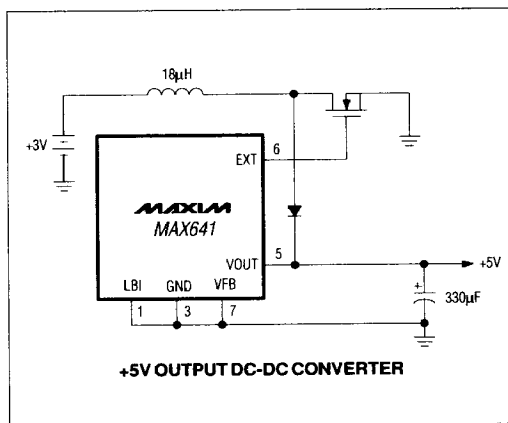 18µH
+3V
6
EXT
MAXIM
MAX641
VOUT
5
+5V
LBI GND VFB
1 3 7
+
330µF
+5V OUTPUT DC-DC CONVERTER